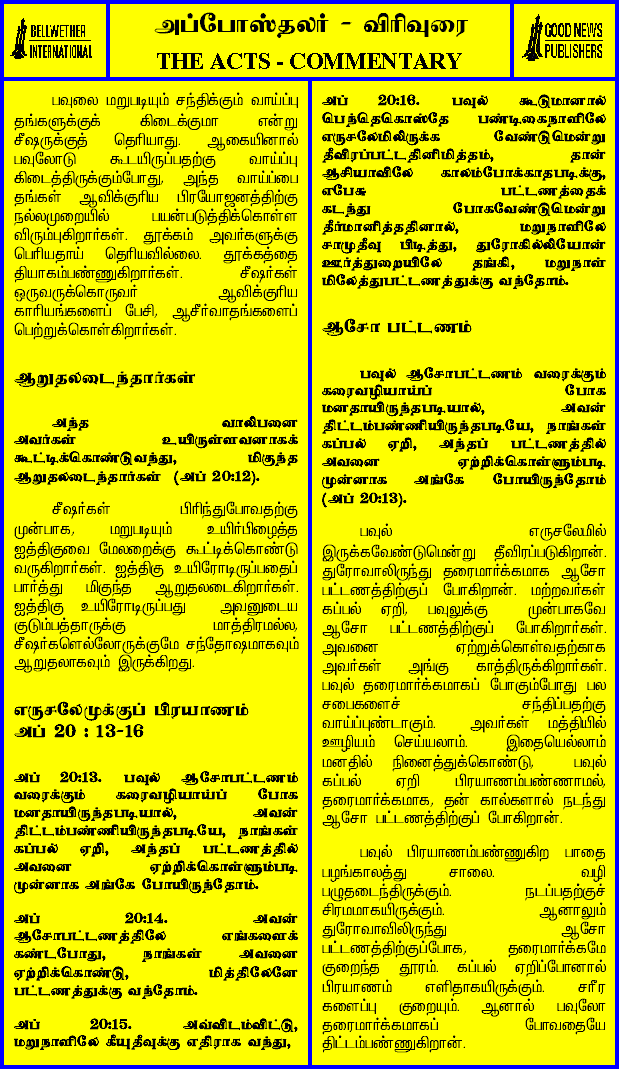 BELLWETHER
INTERNATIONAL
அப்போஸ்தலர் - விரிவுரை
THE ACTS - COMMENTARY
GOOD NEWS
PUBLISHERS
பவுலை மறுபடியும் சந்திக்கும் வாய்ப்பு
தங்களுக்குக் கிடைக்குமா என்று
சீஷருக்குத் தெரியாது. ஆகையினால்
பவுலோடு கூடயிருப்பதற்கு வாய்ப்பு
கிடைத்திருக்கும்போது, அந்த வாய்ப்பை
தங்கள் ஆவிக்குரிய பிரயோஜனத்திற்கு
நல்லமுறையில் பயன்படுத்திக்கொள்ள
விரும்புகிறார்கள். தூக்கம் அவர்களுக்கு
பெரியதாய் தெரியவில்லை. தூக்கத்தை
தியாகம்பண்ணுகிறார்கள். சீஷர்கள்
ஒருவருக்கொருவர் ஆவிக்குரிய
காரியங்களைப் பேசி, ஆசீர்வாதங்களைப்
பெற்றுக்கொள்கிறார்கள்.
ஆறுதலடைந்தார்கள்
அந்த வாலிபனை
அவர்கள் உயிருள்ளவனாகக்
கூட்டிக்கொண்டுவந்து, மிகுந்த
ஆறுதலடைந்தார்கள் (அப் 20:12).
சீஷர்கள் பிரிந்துபோவதற்கு
முன்பாக, மறுபடியும் உயிர்பிழைத்த
ஐத்திகுவை மேலறைக்கு கூட்டிக்கொண்டு
வருகிறார்கள். ஐத்திகு உயிரோடிருப்பதைப்
பார்த்து மிகுந்த ஆறுதலடைகிறார்கள்.
ஐத்திகு உயிரோடிருப்பது அவனுடைய
குடும்பத்தாருக்கு மாத்திரமல்ல,
சீஷர்களெல்லோருக்குமே சந்தோஷமாகவும்
ஆறுதலாகவும் இருக்கிறது.
எருசலேமுக்குப் பிரயாணம்
அப் 20 : 13-16
அப் 20:13. பவுல் ஆசோபட்டணம்
வரைக்கும் கரைவழியாய்ப் போக
மனதாயிருந்தபடியால், அவன்
திட்டம்பண்ணியிருந்தபடியே, நாங்கள்
கப்பல் ஏறி, அந்தப் பட்டணத்தில்
அவனை ஏற்றிக்கொள்ளும்படி
முன்னாக அங்கே போயிருந்தோம்.
அப் 20:14. அவன்
ஆசோபட்டணத்திலே எங்களைக்
கண்டபோது, நாங்கள் அவனை
ஏற்றிக்கொண்டு, மித்திலேனே
பட்டணத்துக்கு வந்தோம்.
அப் 20:15. அவ்விடம்விட்டு,
மறுநாளிலே கீயுதீவுக்கு எதிராக வந்து,
அப் 20:16. பவுல் கூடுமானால்
பெந்தெகொஸ்தே பண்டிகைநாளிலே
எருசலேமிலிருக்க வேண்டுமென்று
தீவிரப்பட்டதினிமித்தம், தான்
ஆசியாவிலே காலம்போக்காதபடிக்கு,
எபேசு பட்டணத்தைக்
கடந்து போகவேண்டுமென்று
தீர்மானித்ததினால், மறுநாளிலே
சாமுதீவு பிடித்து, துரோகில்லியோன்
ஊர்த்துறையிலே தங்கி, மறுநாள்
மிலேத்துபட்டணத்துக்கு வந்தோம்.
ஆசோ பட்டணம்
பவுல் ஆசோபட்டணம் வரைக்கும்
கரைவழியாய்ப் போக
மனதாயிருந்தபடியால், அவன்
திட்டம்பண்ணியிருந்தபடியே, நாங்கள்
கப்பல் ஏறி, அந்தப் பட்டணத்தில்
அவனை ஏற்றிக்கொள்ளும்படி
முன்னாக அங்கே போயிருந்தோம்
(அப் 20:13).
பவுல் எருசலேமில்
இருக்கவேண்டுமென்று தீவிரப்படுகிறான்.
துரோவாலிருந்து தரைமார்க்கமாக ஆசோ
பட்டணத்திற்குப் போகிறான். மற்றவர்கள்
கப்பல் ஏறி, பவுலுக்கு முன்பாகவே
ஆசோ பட்டணத்திற்குப் போகிறார்கள்.
அவனை ஏற்றுக்கொள்வதற்காக
அவர்கள் அங்கு காத்திருக்கிறார்கள்.
பவுல் தரைமார்க்கமாகப் போகும்போது பல
சபைகளைச் சந்திப்பதற்கு
வாய்ப்புண்டாகும். அவர்கள் மத்தியில்
ஊழியம் செய்யலாம். இதையெல்லாம்
மனதில் நினைத்துக்கொண்டு, பவுல்
கப்பல் ஏறி பிரயாணம்பண்ணாமல்,
தரைமார்க்கமாக, தன் கால்களால் நடந்து
ஆசோ பட்டணத்திற்குப் போகிறான்.
பவுல் பிரயாணம்பண்ணுகிற பாதை
பழங்காலத்து சாலை. வழி
பழுதடைந்திருக்கும். நடப்பதற்குச்
சிரமமாகயிருக்கும். ஆனாலும்
துரோவாவிலிருந்து ஆசோ
பட்டணத்திற்குப்போக, தரைமார்க்கமே
குறைந்த தூரம். கப்பல் ஏறிப்போனால்
பிரயாணம் எளிதாகயிருக்கும். சரீர
களைப்பு குறையும். ஆனால் பவுலோ
தரைமார்க்கமாகப் போவதையே
திட்டம்பண்ணுகிறான்.